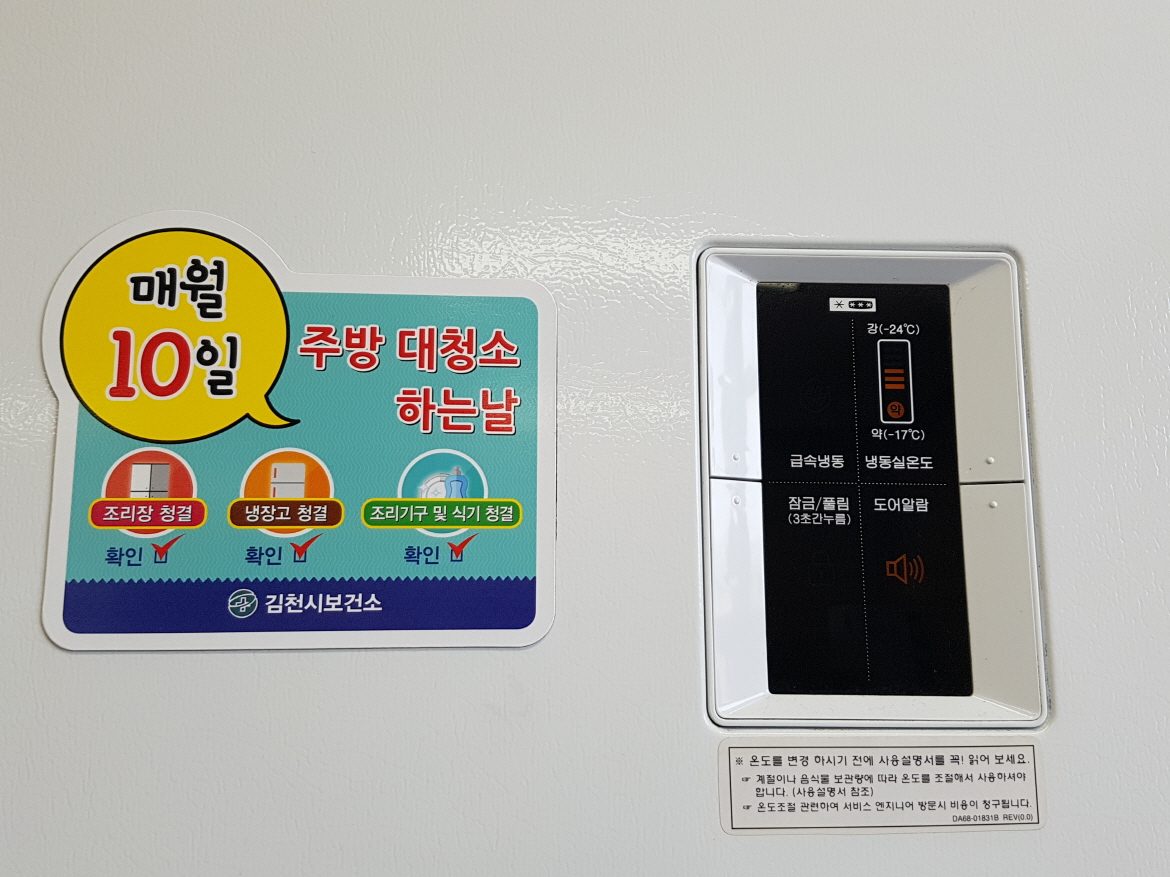 매월
10일
주방 대청소
하는날
조리장 청결
냉장고 청결
조리기구 및 식기 청결
확인
확인
확인
김천시보건소
강(-24℃)
약
약(-17℃)
급속냉동
냉동실온도
잠금/풀림
(3초간누름)
도어알람
※ 온도를 변경 하시기 전에 사용설명서를 꼭! 읽어 보세요.
☞ 계절이나 음식물 보관량에 따라 온도를 조절해서 사용하셔야
합니다. (사용설명서 참조)
☞ 온도조절 관련하여 서비스 엔지니어 방문시 비용이 청구됩니다.
DA68-01831B REV(0.0)